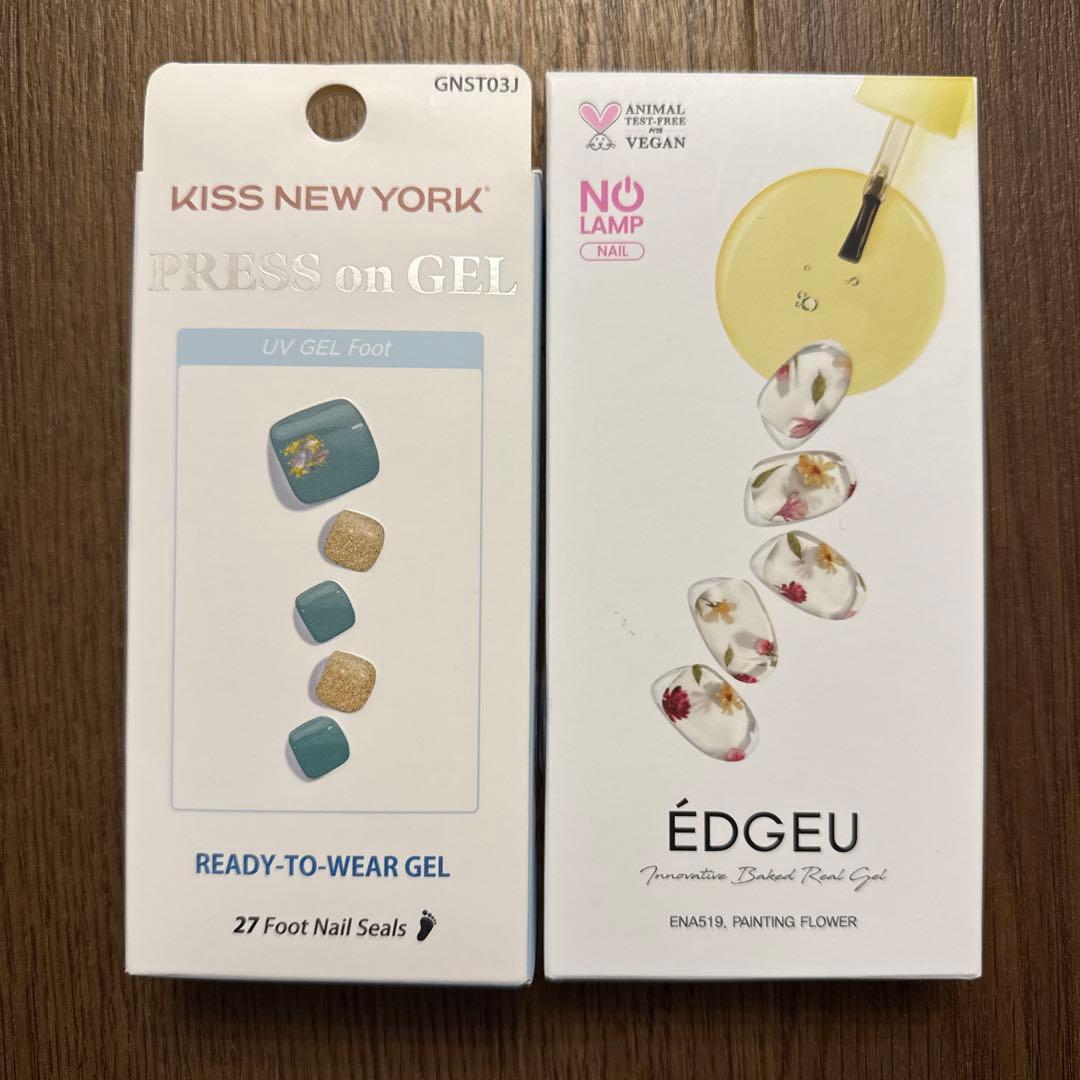 GNST03J
KISS NEW YORK®
PRESS on GEL
UV GEL Foot
READY-TO-WEAR GEL
27 Foot Nail Seals
ANIMAL
TEST-FREE
PETA
VEGAN
NO
LAMP
NAIL
ÉDGEU
Innovative Baked Real Gel
ENA519, PAINTING FLOWER